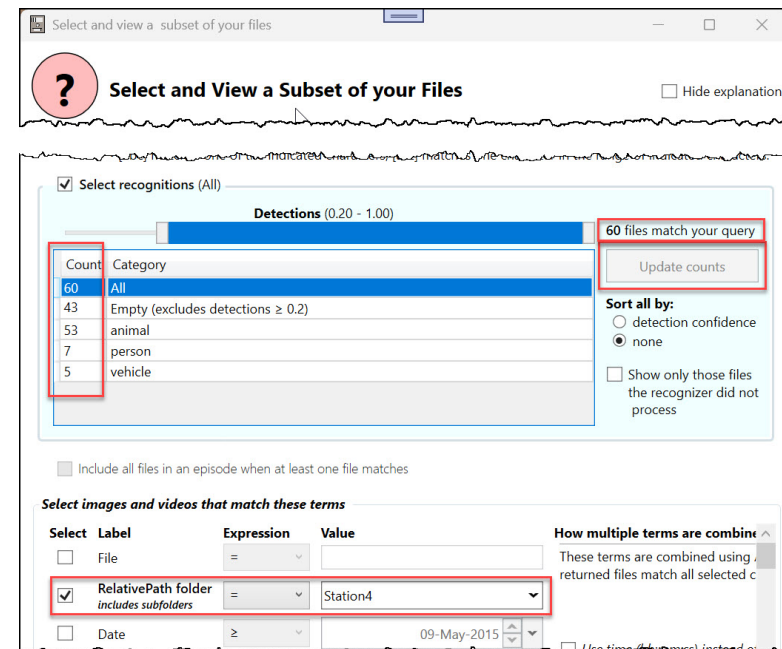 Select and view a subset of your files
?
Select and View a Subset of your Files
Hide explanation
Select recognitions (All)
Detections (0.20 - 1.00)
60 files match your query
Count Category
Update counts
60 All
43 Empty (excludes detections ≥ 0.2)
53 animal
7 person
5 vehicle
Sort all by:
detection confidence
none
Show only those files
the recognizer did not
process
Include all files in an episode when at least one file matches
Select images and videos that match these terms
Select Label Expression Value How multiple terms are combine
File =
These terms are combined using
returned files match all selected c
RelativePath folder = Station4
includes subfolders
Date ≥ 09-May-2015